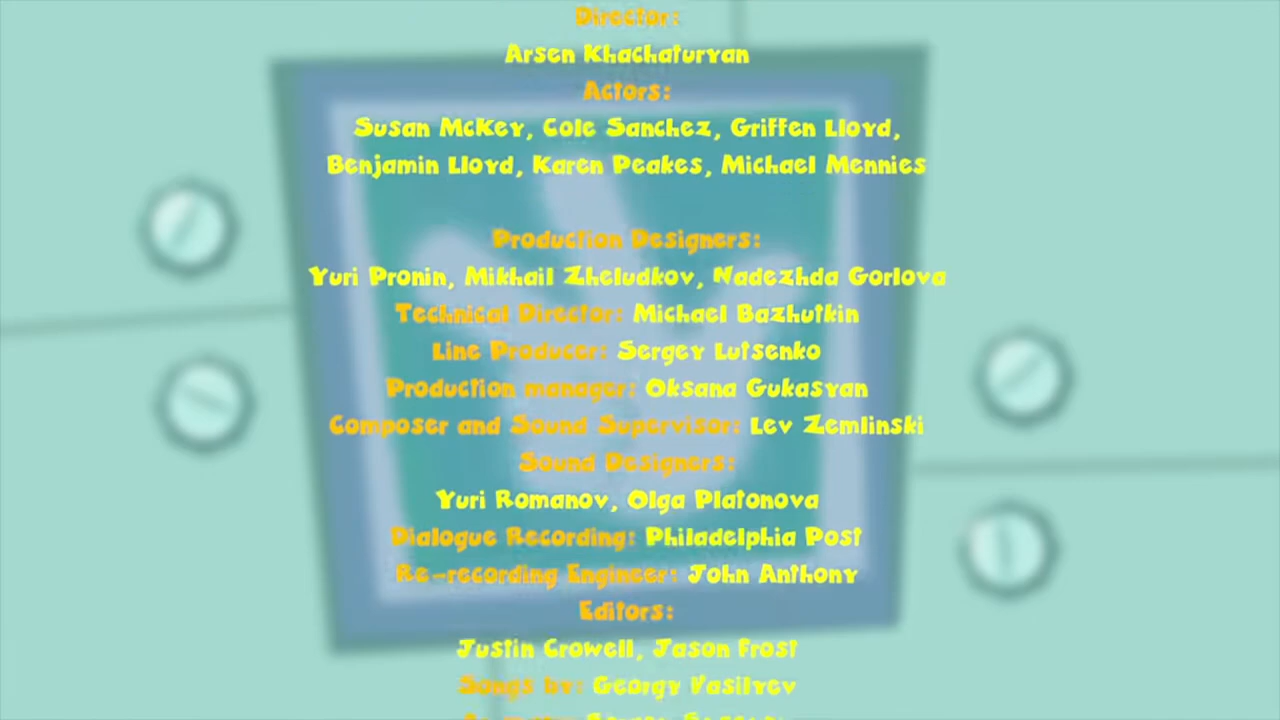 Director:
Arsen Khachaturyan
Actors:
Susan McKey, Cole Sanchez, Griffen Lloyd,
Benjamin Lloyd, Karen Peakes, Michael Mennies
Production Designers:
Yuri Pronin, Mikhail Zheludkov, Nadezhda Gorlova
Technical Director: Michael Bazhutkin
Line Producer: Sergey Lutsenko
Production manager: Oksana Gukasyan
Composer and Sound Supervisor: Lev Zemlinski
Sound Designers:
Yuri Romanov, Olga Platonova
Dialogue Recording: Philadelphia Post
Re-recording Engineer: John Anthony
Editors:
Justin Crowell, Jason Frost
Songs by: Georgy Vasilyev